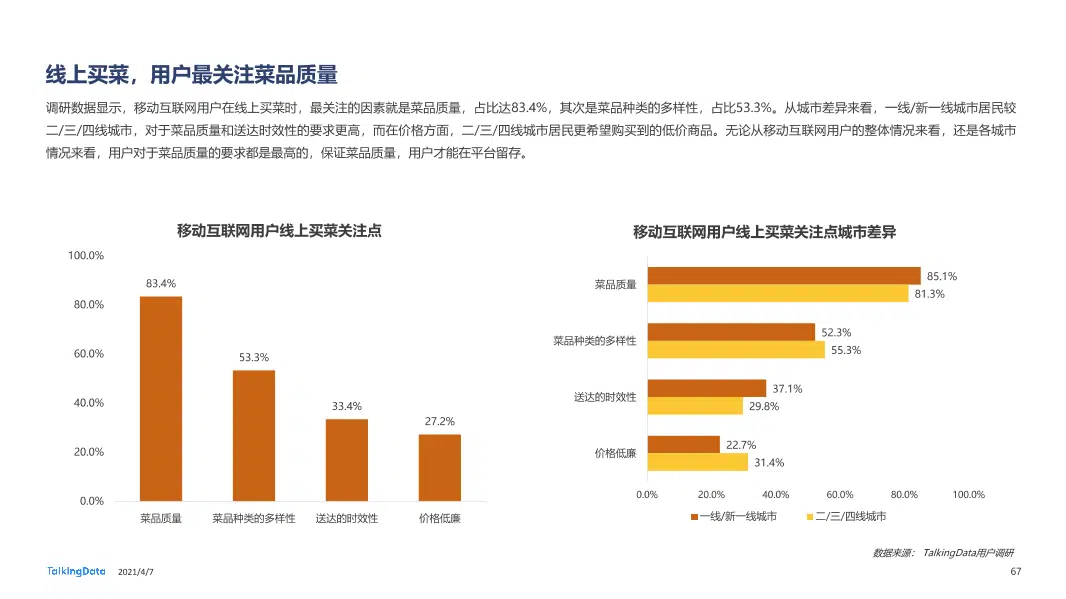 线上买菜，用户最关注菜品质量
调研数据显示，移动互联网用户在线上买菜时，最关注的因素就是菜品质量，占比达83.4%，其次是菜品种类的多样性，占比53.3%。从城市差异来看，一线/新一线城市居民较
二/三/四线城市，对于菜品质量和送达时效性的要求更高，而在价格方面，二/三/四线城市居民更希望购买到的低价商品。无论从移动互联网用户的整体情况来看，还是各城市
情况来看，用户对于菜品质量的要求都是最高的，保证菜品质量，用户才能在平台留存。
移动互联网用户线上买菜关注点
100.0%
80.0%
60.0%
40.0%
20.0%
0.0%
83.4%
53.3%
33.4%
27.2%
菜品质量 菜品种类的多样性 送达的时效性 价格低廉
移动互联网用户线上买菜关注点城市差异
菜品质量
85.1%
81.3%
菜品种类的多样性
52.3%
55.3%
送达的时效性
37.1%
29.8%
价格低廉
22.7%
31.4%
0.0% 20.0% 40.0% 60.0% 80.0% 100.0%
一线/新一线城市 二/三/四线城市
数据来源： TalkingData用户调研
TalkingData 2021/4/7
67